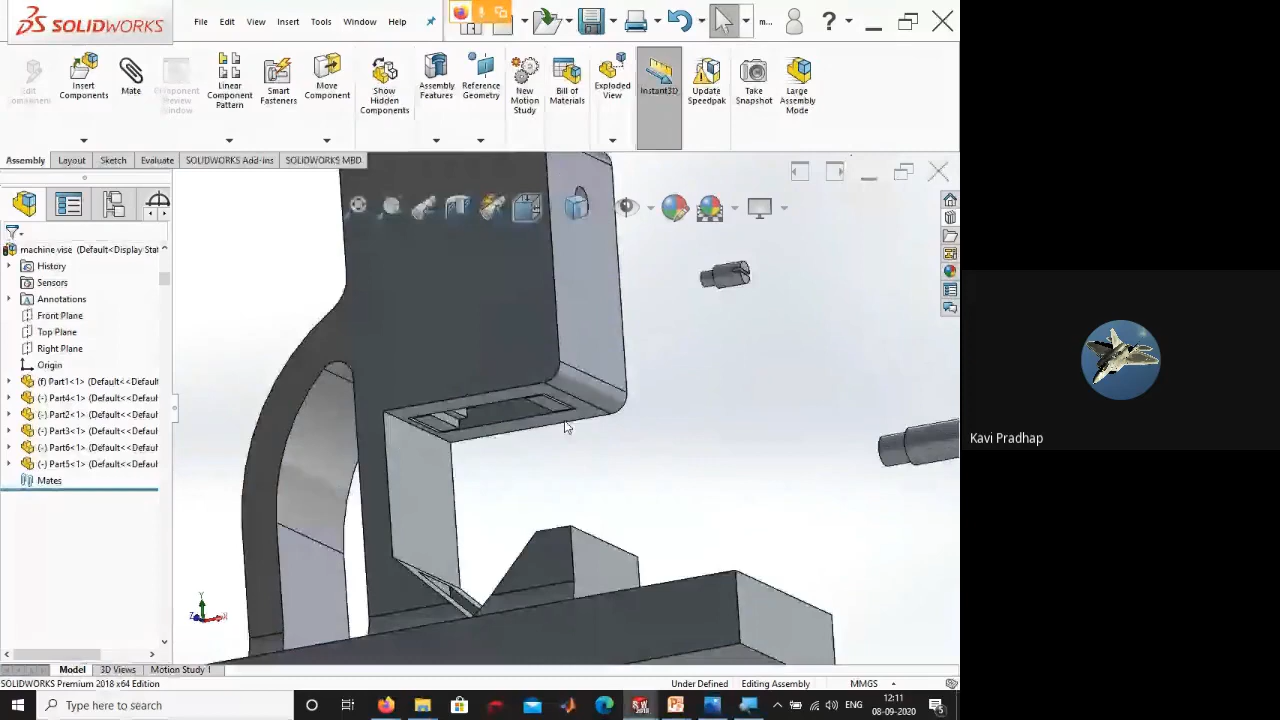 SOLIDWORKS
File Edit View Insert Tools Window Help
m...
?
Edit Component
Insert Components
Mate
Component Preview Window
Linear Component Pattern
Smart Fasteners
Move Component
Show Hidden Components
Assembly Features
Reference Geometry
New Motion Study
Bill of Materials
Exploded View
Instant3D
Update Speedpak
Take Snapshot
Large Assembly Mode
Assembly Layout Sketch Evaluate SOLIDWORKS Add-ins SOLIDWORKS MBD
machine vise (Default<Display Stat
History
Sensors
Annotations
Front Plane
Top Plane
Right Plane
Origin
(f) Part1<1> (Default<<Default
(-) Part4<1> (Default<<Default
(-) Part2<1> (Default<<Default
(-) Part3<1> (Default<<Default
(-) Part6<1> (Default<<Default
(-) Part5<1> (Default<<Default
Mates
Y
Z
X
Kavi Pradhap
Model 3D Views Motion Study 1
SOLIDWORKS Premium 2018 x64 Edition
Under Defined Editing Assembly MMGS
Type here to search
ENG
12:11
08-09-2020
5